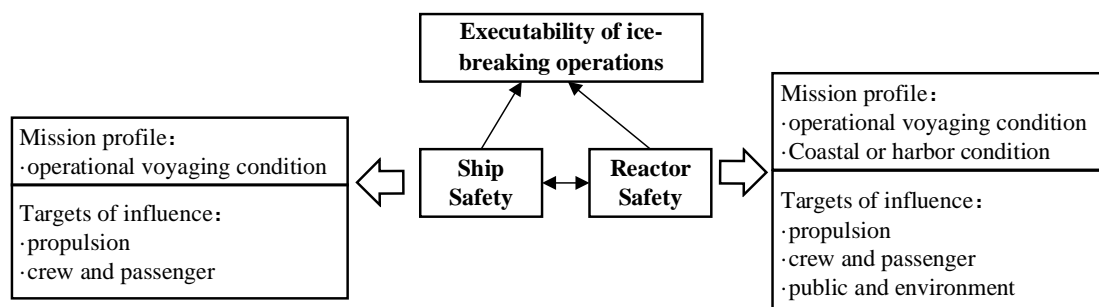 Executability of ice-
breaking operations
Mission profile：
·operational voyaging condition
Targets of influence：
·propulsion
·crew and passenger
Ship
Safety
Reactor
Safety
Mission profile：
·operational voyaging condition
·Coastal or harbor condition
Targets of influence：
·propulsion
·crew and passenger
·public and environment